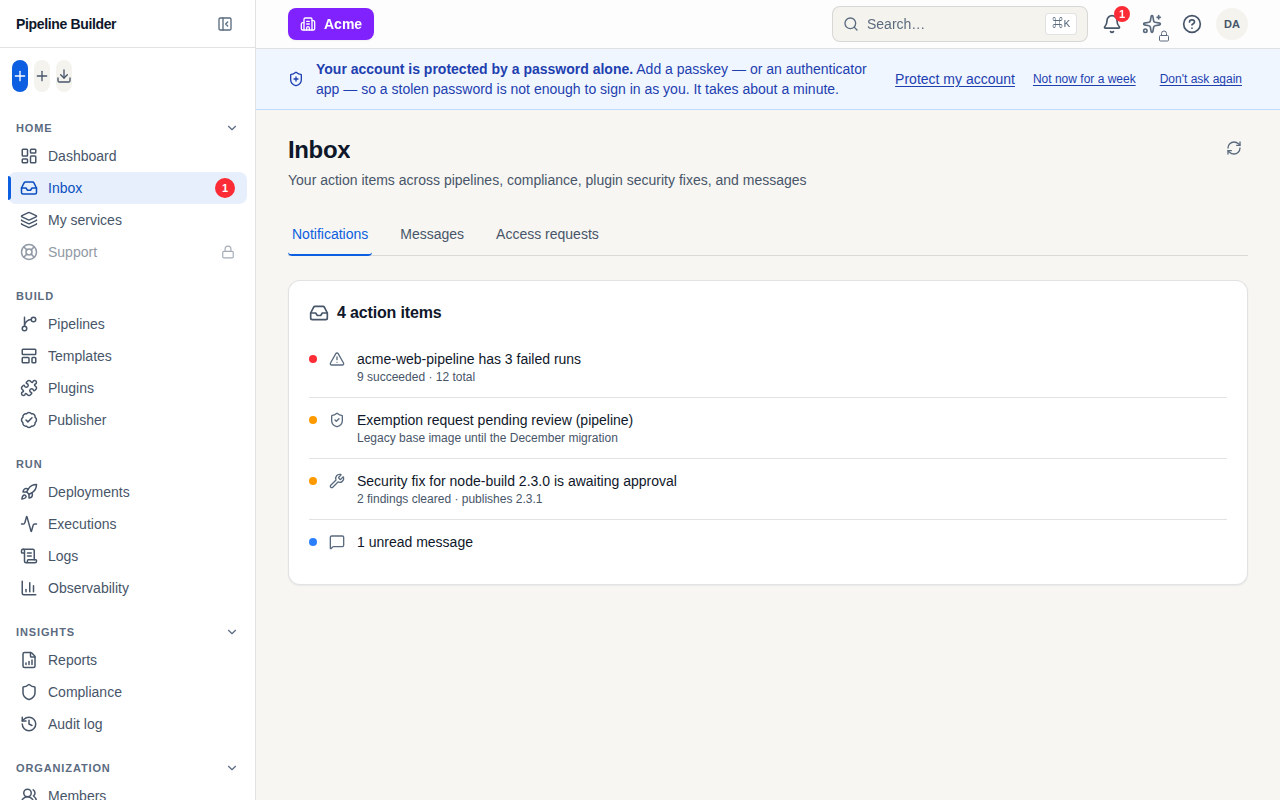 Pipeline Builder
Acme
Search…
⌘K
1
DA
Your account is protected by a password alone. Add a passkey — or an authenticator
app — so a stolen password is not enough to sign in as you. It takes about a minute.
Protect my account
Not now for a week
Don't ask again
HOME
Dashboard
Inbox
1
My services
Support
BUILD
Pipelines
Templates
Plugins
Publisher
RUN
Deployments
Executions
Logs
Observability
INSIGHTS
Reports
Compliance
Audit log
ORGANIZATION
Members
Inbox
Your action items across pipelines, compliance, plugin security fixes, and messages
Notifications
Messages
Access requests
4 action items
acme-web-pipeline has 3 failed runs
9 succeeded · 12 total
Exemption request pending review (pipeline)
Legacy base image until the December migration
Security fix for node-build 2.3.0 is awaiting approval
2 findings cleared · publishes 2.3.1
1 unread message